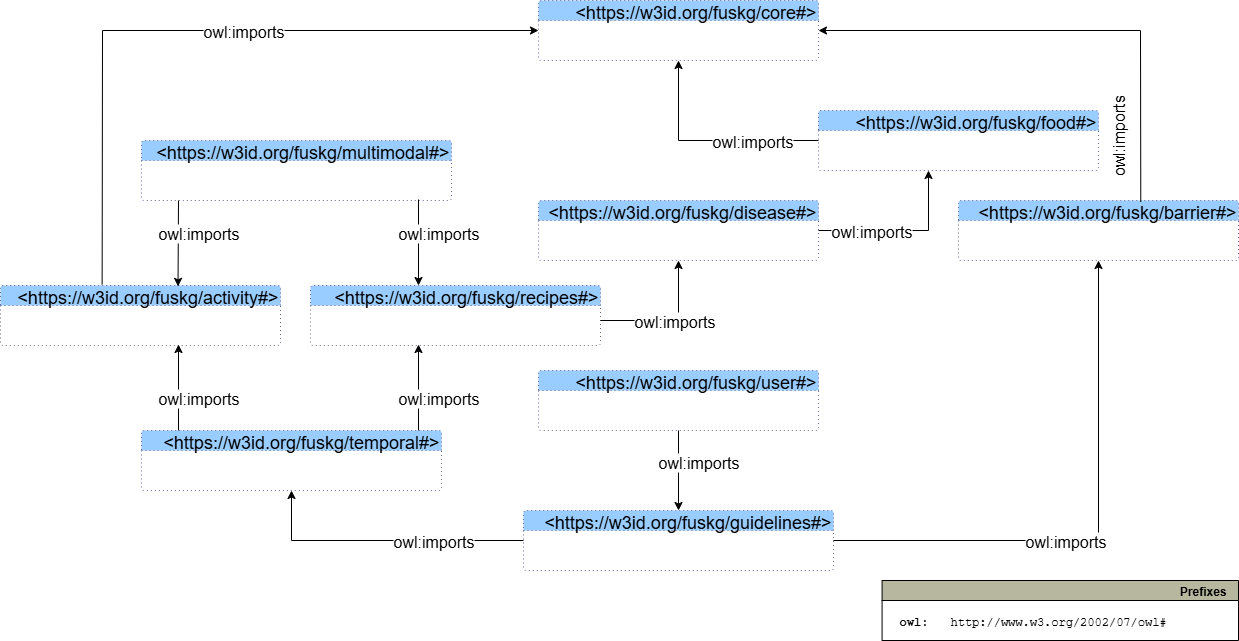 <https://w3id.org/fuskg/core#>
owl:imports
<https://w3id.org/fuskg/food#>
owl:imports
owl:imports
<https://w3id.org/fuskg/multimodal#>
<https://w3id.org/fuskg/disease#>
<https://w3id.org/fuskg/barrier#>
owl:imports
owl:imports
owl:imports
<https://w3id.org/fuskg/activity#>
<https://w3id.org/fuskg/recipes#>
owl:imports
<https://w3id.org/fuskg/user#>
owl:imports
owl:imports
<https://w3id.org/fuskg/temporal#>
owl:imports
<https://w3id.org/fuskg/guidelines#>
owl:imports
owl:imports
Prefixes
owl: http://www.w3.org/2002/07/owl#